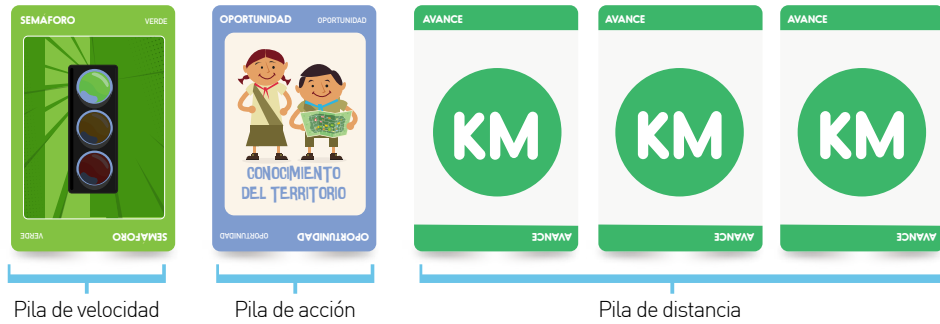 SEMAFORO VERDE
VERDE SEMAFORO
OPORTUNIDAD OPORTUNIDAD
CONOCIMIENTO
DEL TERRITORIO
OPORTUNIDAD OPORTUNIDAD
AVANCE
KM
AVANCE
AVANCE
KM
AVANCE
AVANCE
KM
AVANCE
Pila de velocidad
Pila de acción
Pila de distancia